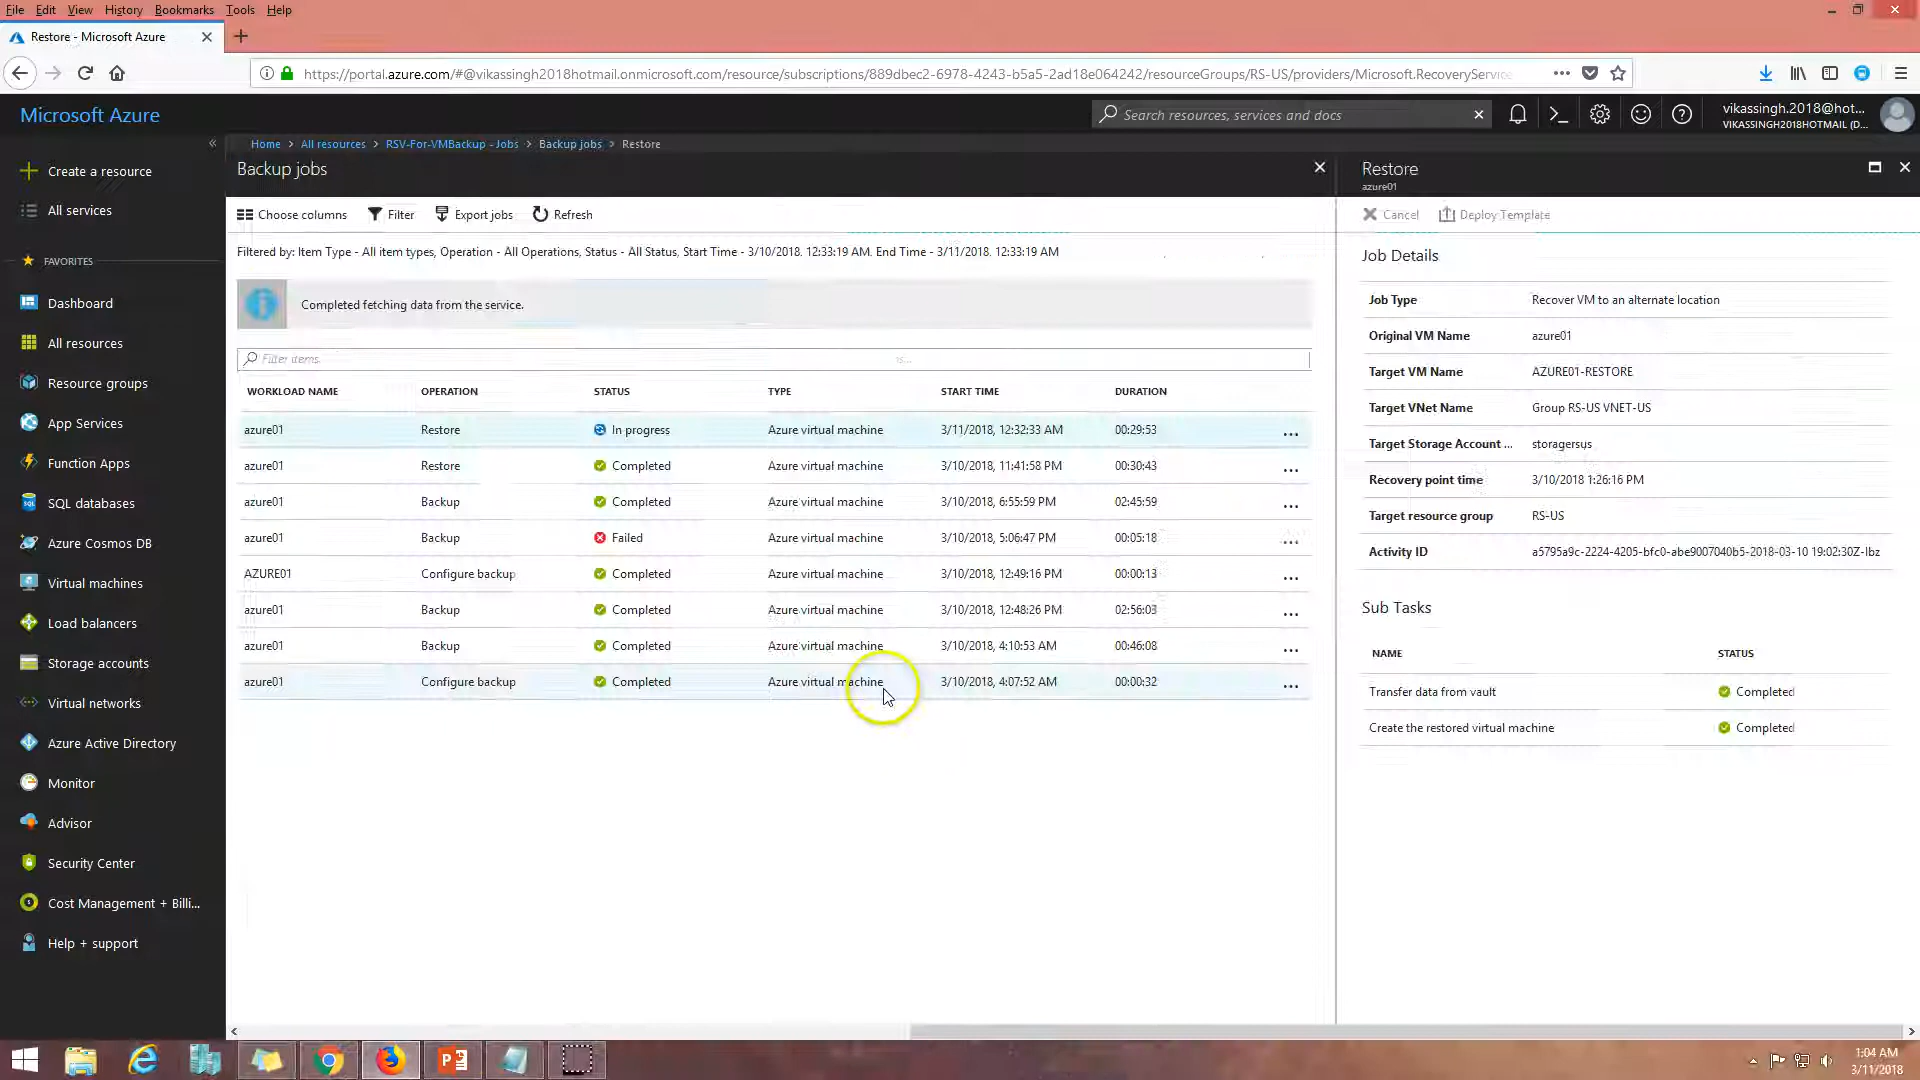 File Edit View History Bookmarks Tools Help
Restore - Microsoft Azure
https://portal.azure.com/#@vikassingh2018hotmail.onmicrosoft.com/resource/subscriptions/889dbec2-6978-4243-b5a5-2ad18e064242/resourceGroups/RS-US/providers/Microsoft.RecoveryService
Microsoft Azure
Search resources, services and docs
vikassingh.2018@hot...
VIKASSINGH2018HOTMAIL (D...
Create a resource
All services
FAVORITES
Dashboard
All resources
Resource groups
App Services
Function Apps
SQL databases
Azure Cosmos DB
Virtual machines
Load balancers
Storage accounts
Virtual networks
Azure Active Directory
Monitor
Advisor
Security Center
Cost Management + Billi...
Help + support
Home > All resources > RSV-For-VMBackup - Jobs > Backup jobs > Restore
Backup jobs
Choose columns Filter Export jobs Refresh
Filtered by: Item Type - All item types, Operation - All Operations, Status - All Status, Start Time - 3/10/2018, 12:33:19 AM, End Time - 3/11/2018, 12:33:19 AM
Completed fetching data from the service.
Filter items
WORKLOAD NAME OPERATION STATUS TYPE START TIME DURATION
azure01 Restore In progress Azure virtual machine 3/11/2018, 12:32:33 AM 00:29:53 ...
azure01 Restore Completed Azure virtual machine 3/10/2018, 11:41:58 PM 00:30:43 ...
azure01 Backup Completed Azure virtual machine 3/10/2018, 6:55:59 PM 02:45:59 ...
azure01 Backup Failed Azure virtual machine 3/10/2018, 5:06:47 PM 00:05:18 ...
AZURE01 Configure backup Completed Azure virtual machine 3/10/2018, 12:49:16 PM 00:00:13 ...
azure01 Backup Completed Azure virtual machine 3/10/2018, 12:48:26 PM 02:56:03 ...
azure01 Backup Completed Azure virtual machine 3/10/2018, 4:10:53 AM 00:46:08 ...
azure01 Configure backup Completed Azure virtual machine 3/10/2018, 4:07:52 AM 00:00:32 ...
Restore
azure01
Cancel Deploy Template
Job Details
Job Type Recover VM to an alternate location
Original VM Name azure01
Target VM Name AZURE01-RESTORE
Target VNet Name Group RS-US VNET-US
Target Storage Account ... storagersus
Recovery point time 3/10/2018 1:26:16 PM
Target resource group RS-US
Activity ID a5795a9c-2224-4205-bfc0-abe9007040b5-2018-03-10 19:02:30Z-Ibz
Sub Tasks
NAME STATUS
Transfer data from vault Completed
Create the restored virtual machine Completed
1:04 AM
3/11/2018